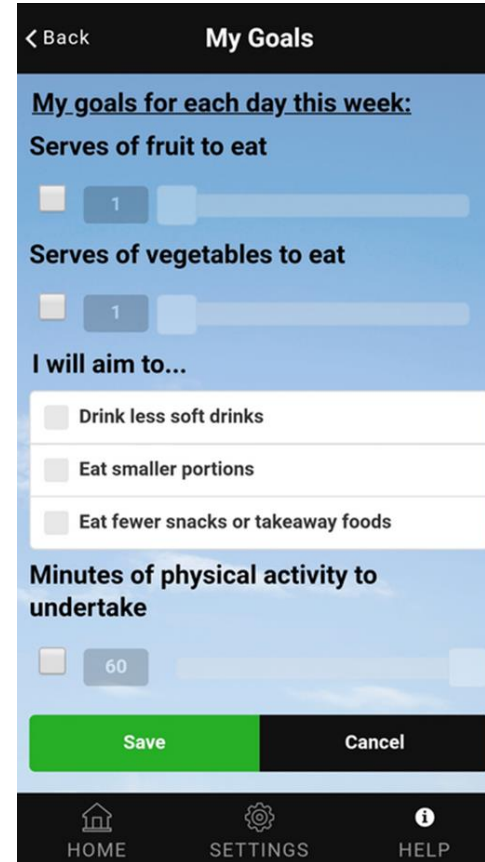 Back My Goals
My goals for each day this week:
Serves of fruit to eat
1
Serves of vegetables to eat
1
I will aim to...
Drink less soft drinks
Eat smaller portions
Eat fewer snacks or takeaway foods
Minutes of physical activity to
undertake
60
Save Cancel
HOME SETTINGS HELP